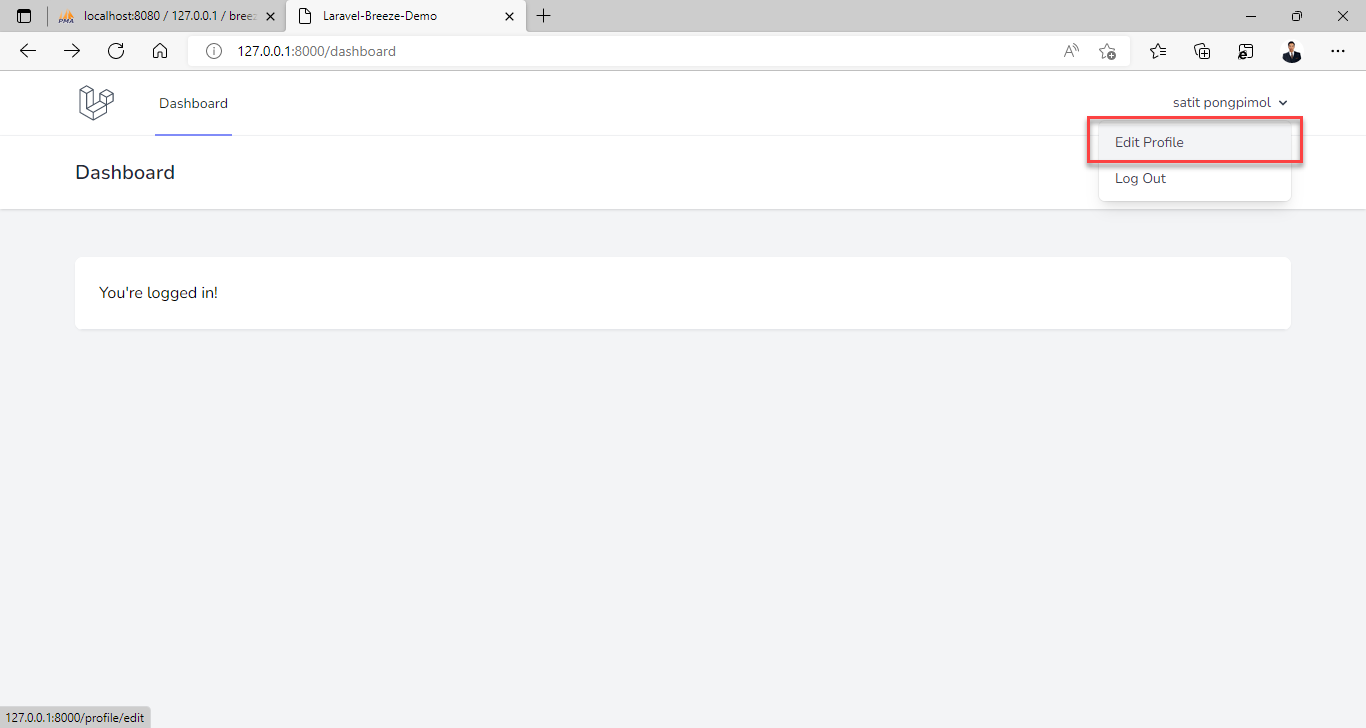 localhost:8080 / 127.0.0.1 / breez
Laravel-Breeze-Demo
127.0.0.1:8000/dashboard
Dashboard
satit pongpimol
Edit Profile
Log Out
Dashboard
You're logged in!
127.0.0.1:8000/profile/edit